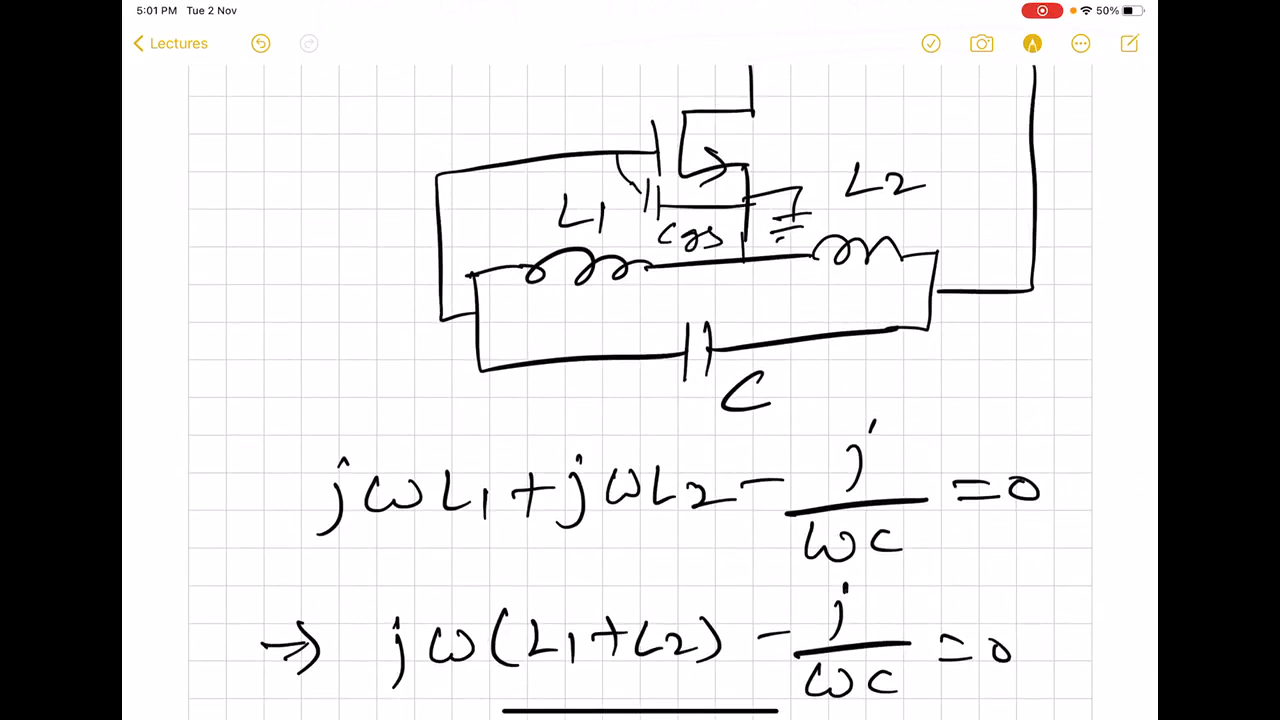 5:01 PM Tue 2 Nov
50%
Lectures
L2
L1
Cgs
C
jωL1+jωL2-j/ωc=0
⇒ jω(L1+L2)-j/ωc=0